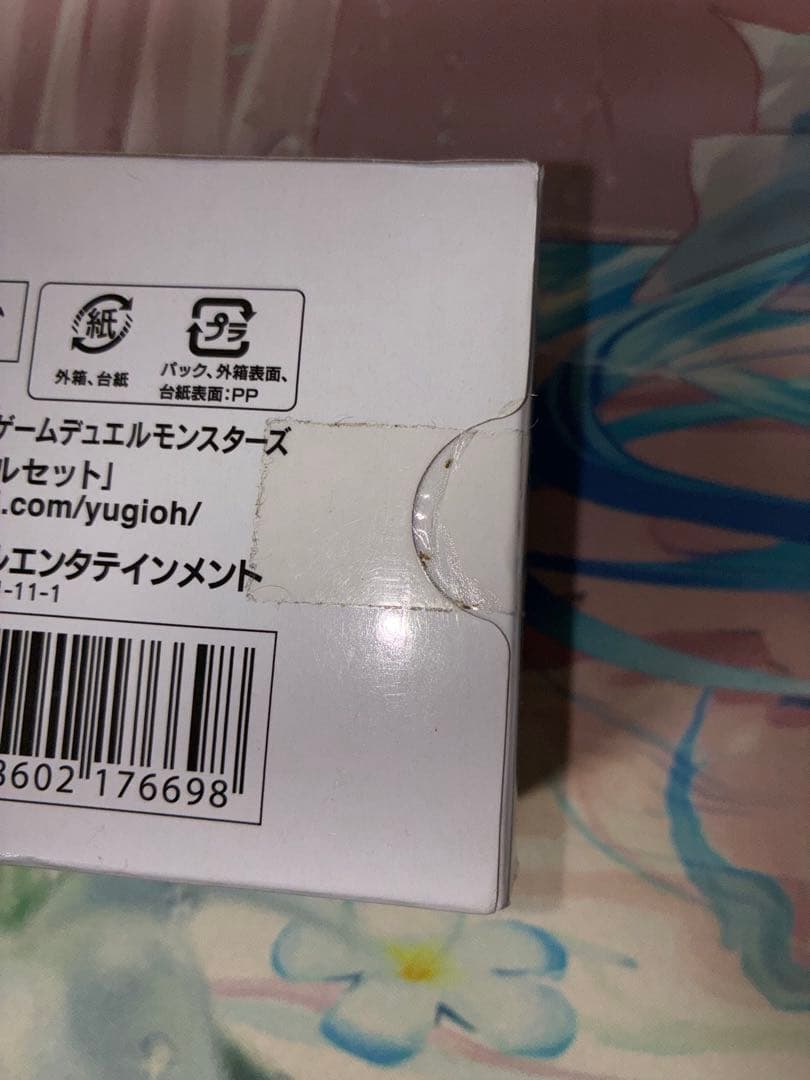 紙
プラ
外箱、台紙
パック、外箱表面、
台紙表面:PP
ゲームデュエルモンスターズ
ルセット」
.com/yugioh/
エンタテインメント
-11-1
8602 176698